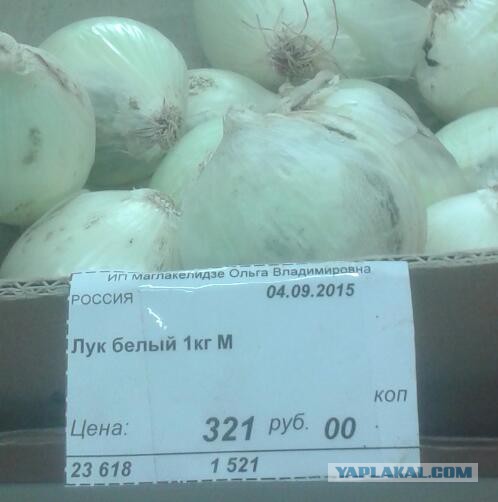 ИП Маглакелидзе Ольга Владимировна
РОССИЯ 04.09.2015
Лук белый 1кг М
коп
Цена: 321 руб. 00
23 618 1 521
YAPLAKAL.COM